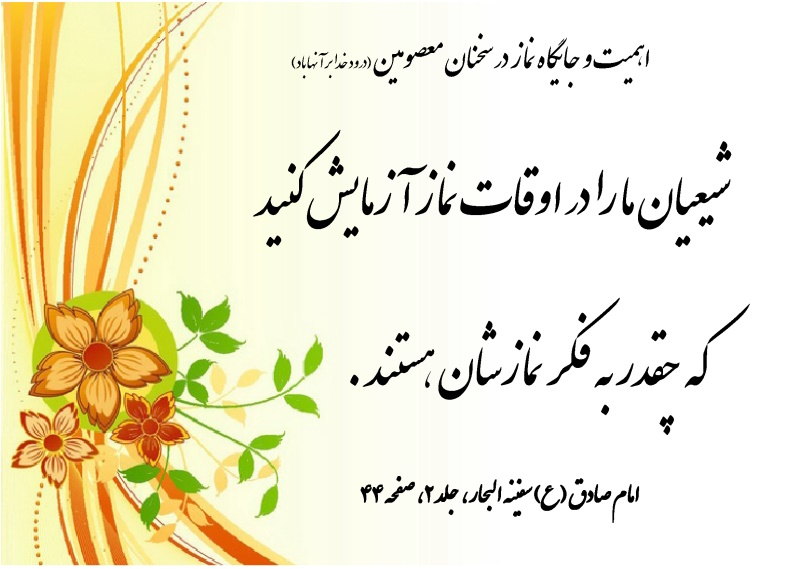 اهمیت و جایگاه نماز در سخنان معصومین (درود خدا بر آنها باد)
شیعیان ما را در اوقات نماز آزمایش کنید
که چقدر به فکر نمازشان هستند.
امام صادق (ع) سفینه البحار، جلد ۲، صفحه ۴۴